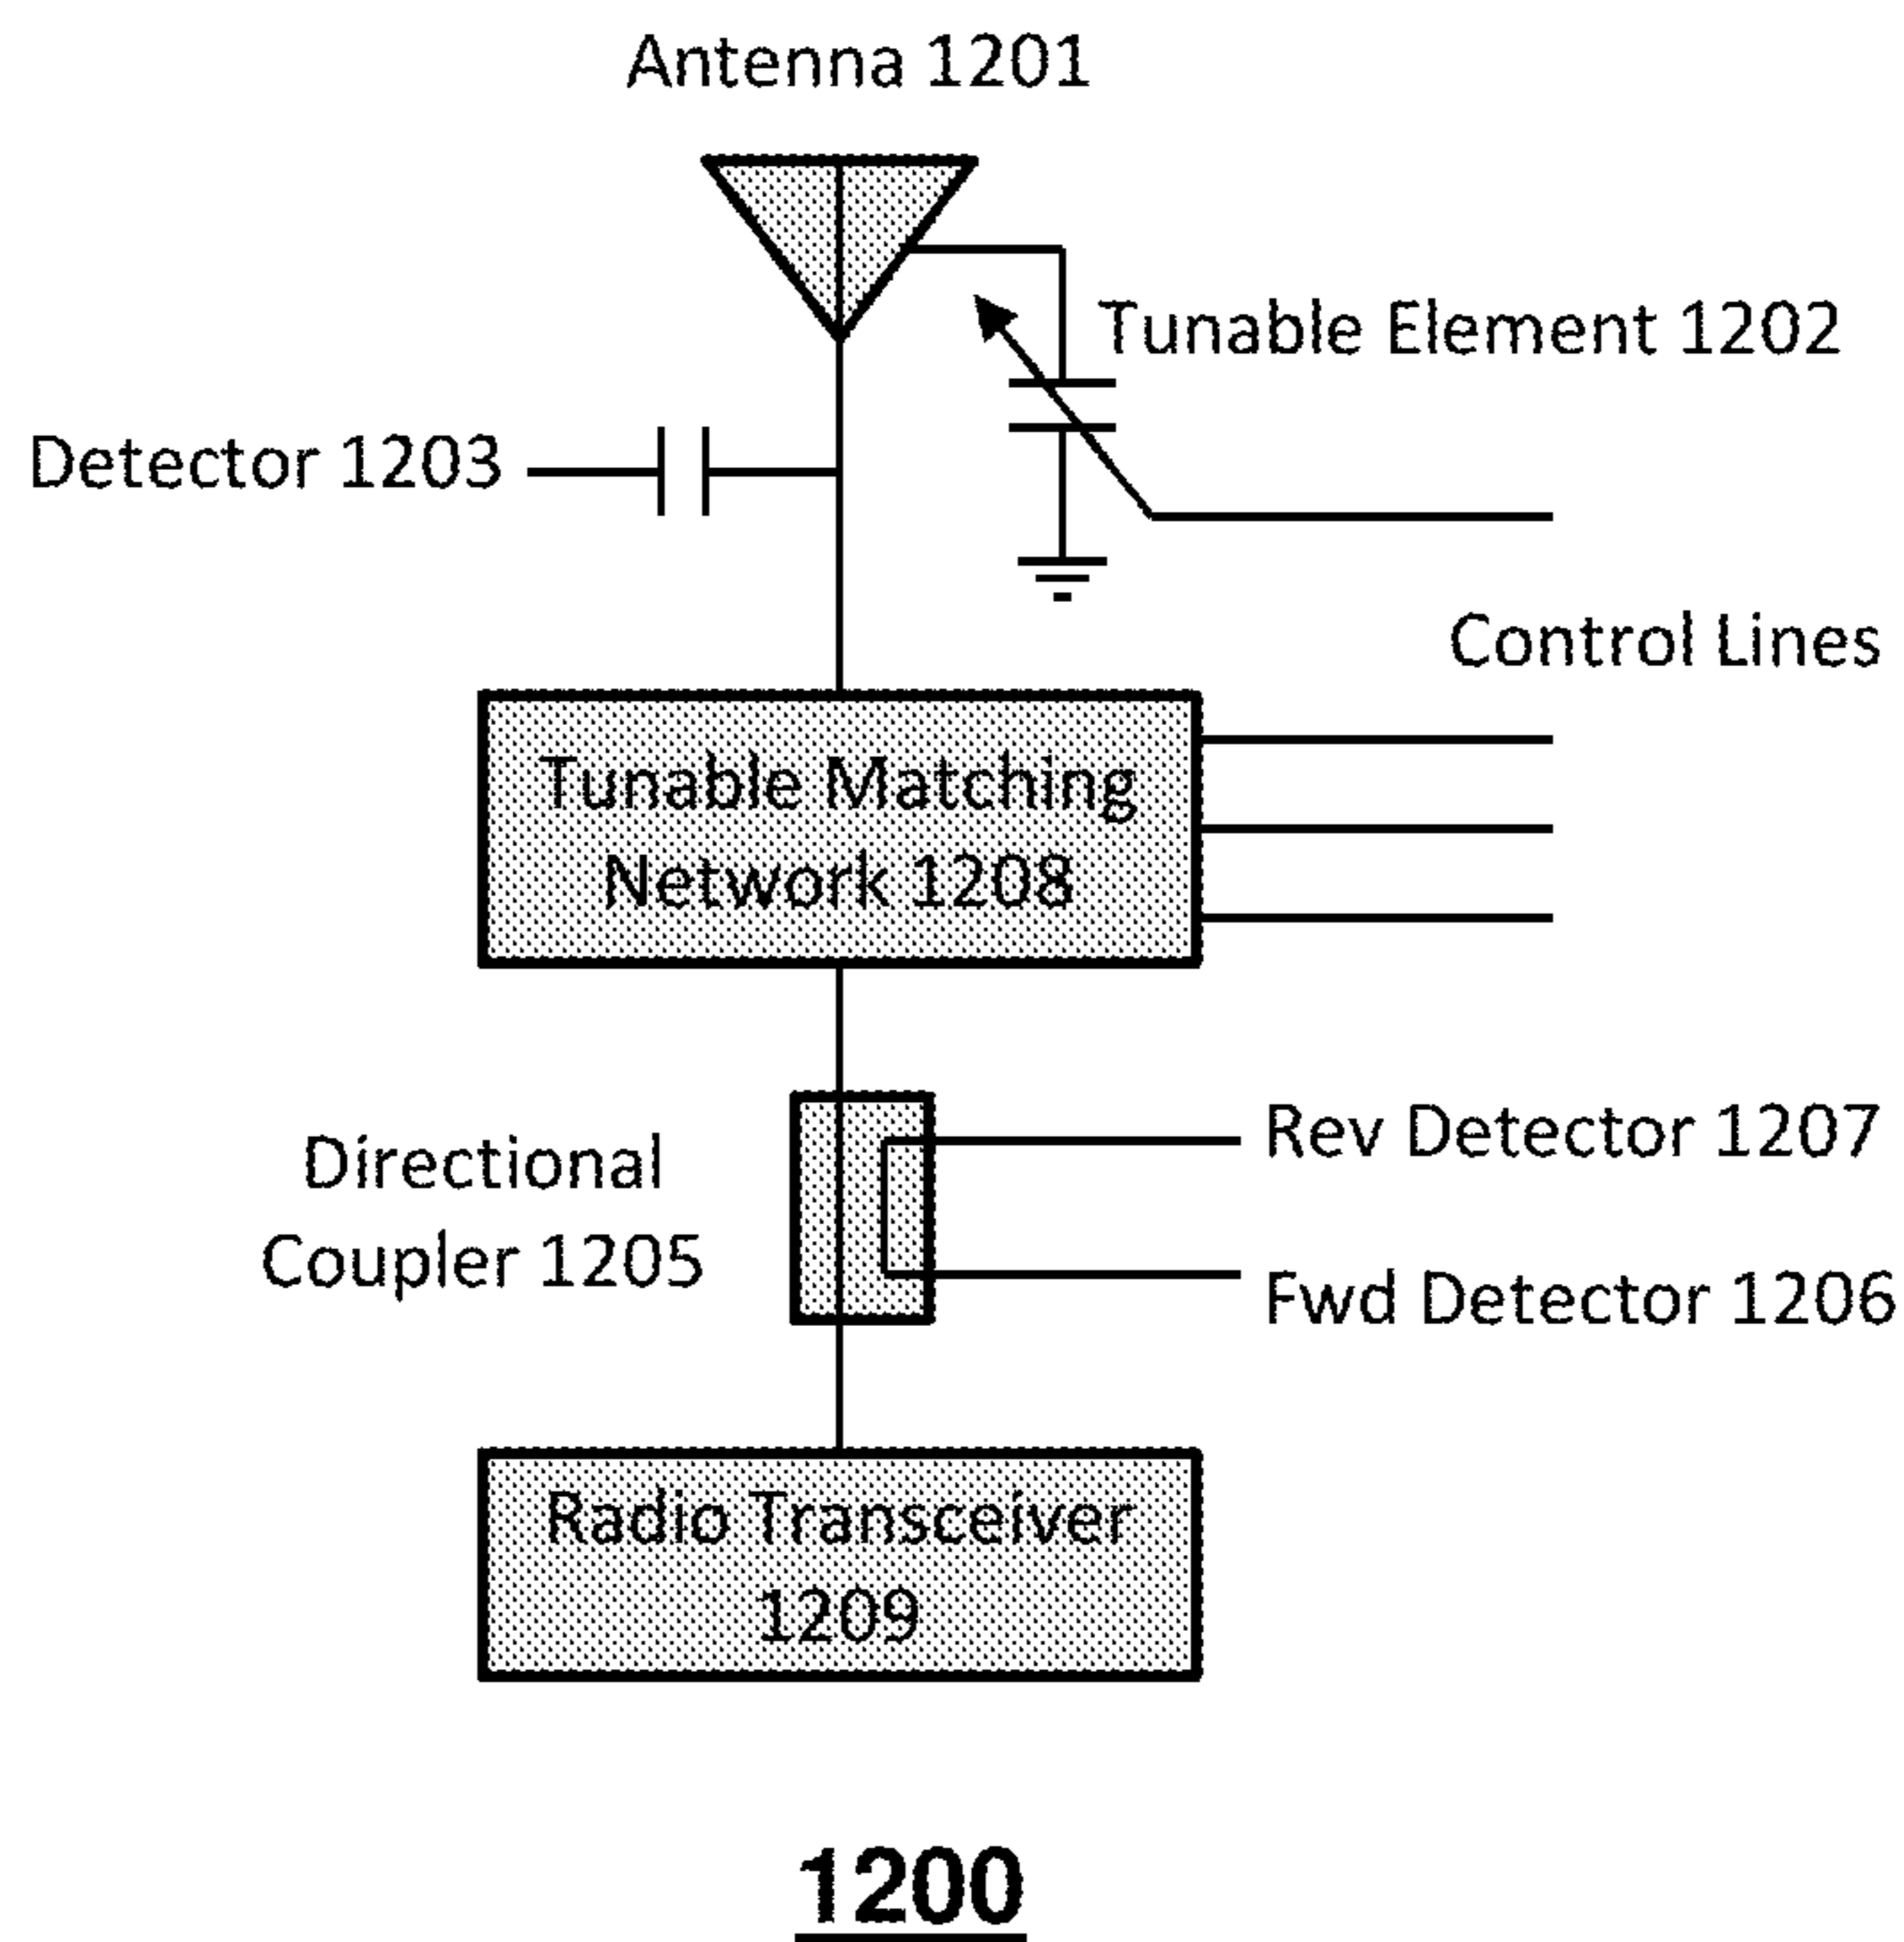 Antenna 1201
Tunable Element 1202
Detector 1203
Control Lines
Tunable Matching
Network 1208
Directional
Coupler 1205
Rev Detector 1207
Fwd Detector 1206
Radio Transceiver
1209
1200